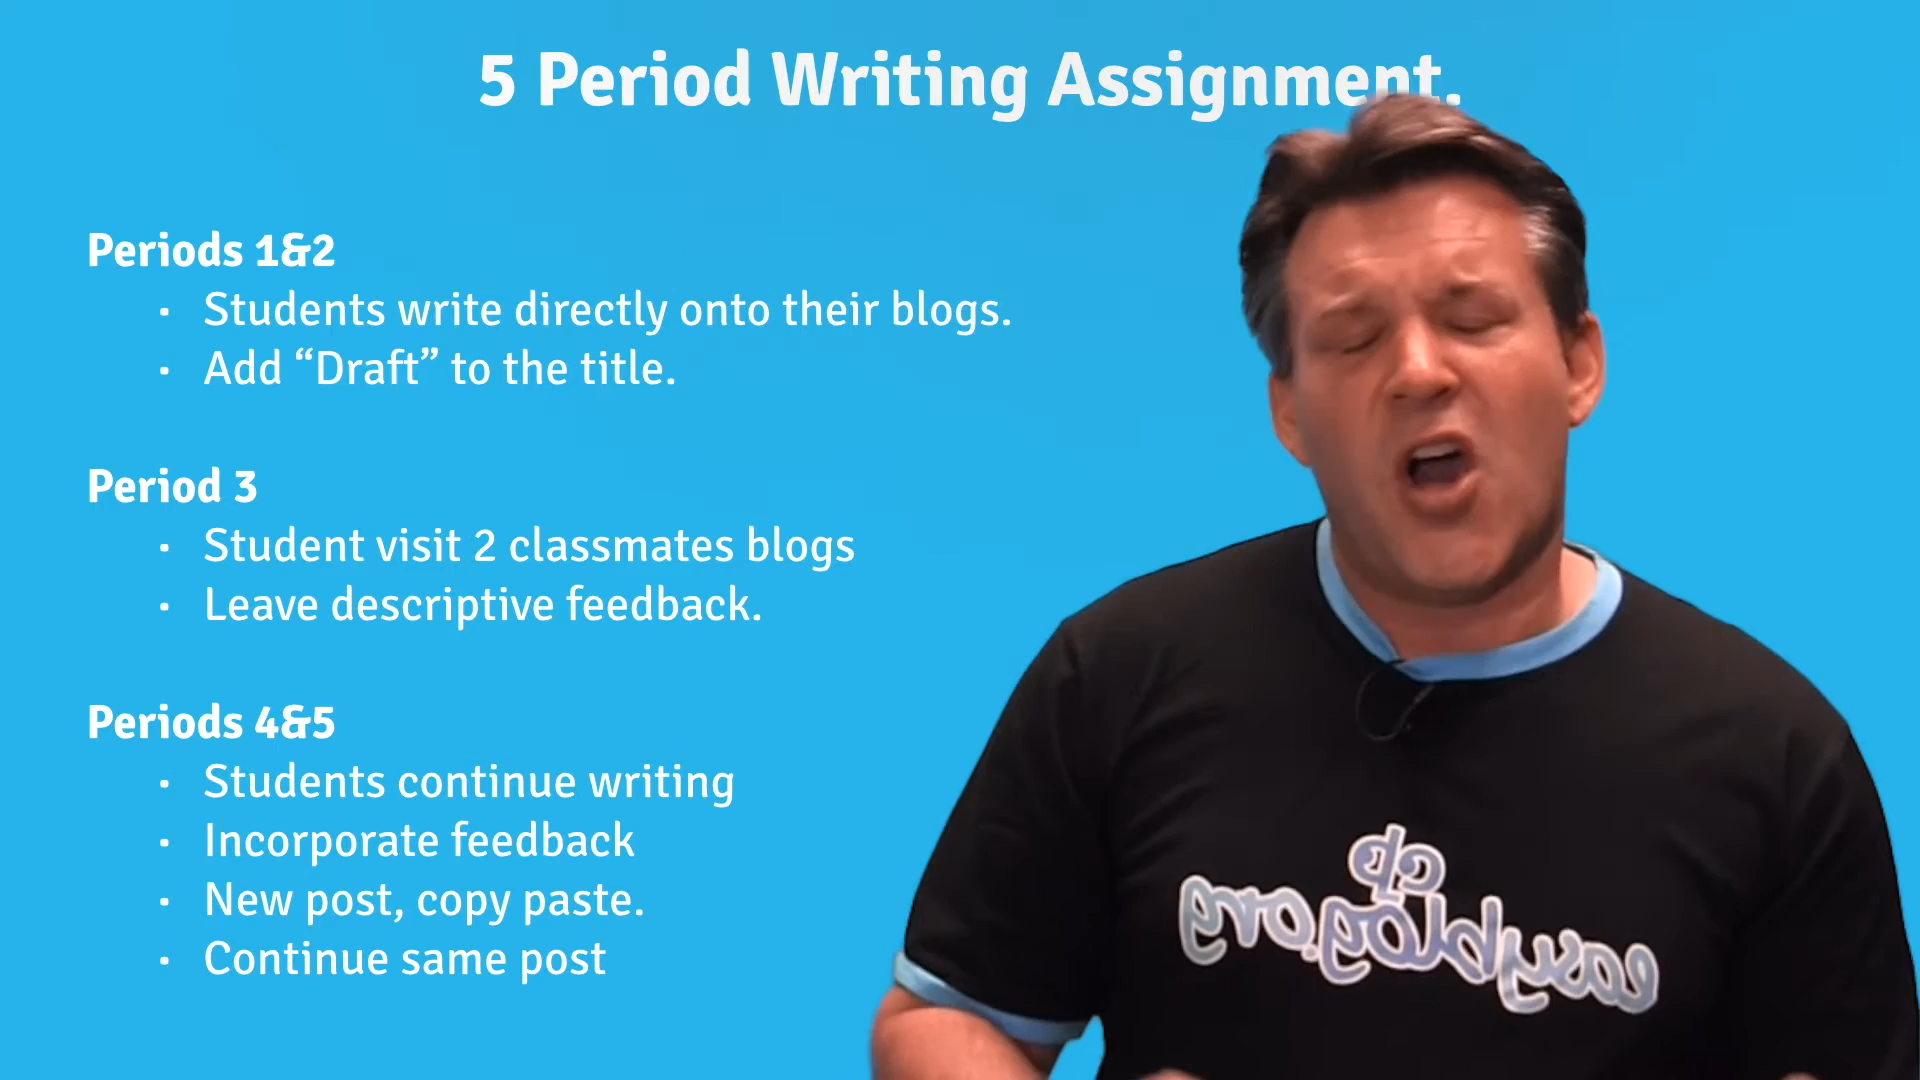 5 Period Writing Assignment.
Periods 1&2
· Students write directly onto their blogs.
· Add “Draft” to the title.
Period 3
· Student visit 2 classmates blogs
· Leave descriptive feedback.
Periods 4&5
· Students continue writing
· Incorporate feedback
· New post, copy paste.
· Continue same post
easyblog.org